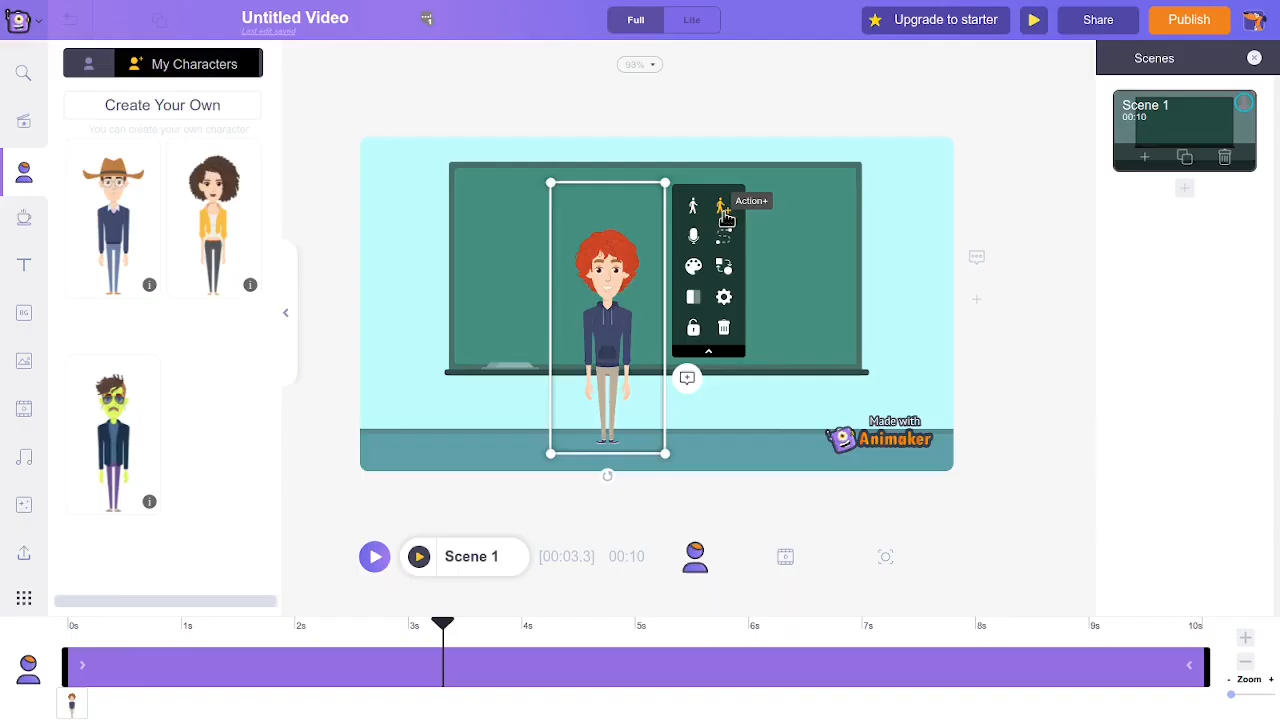 Untitled Video
Last edit saved
Full
Lite
Upgrade to starter
Share
Publish
My Characters
Create Your Own
You can create your own character
93%
Scenes
Scene 1
00:10
Action+
BG
Made with
Animaker
Scene 1
[00:03.3]
00:10
0s
1s
2s
3s
4s
5s
6s
7s
8s
9s
10s
- Zoom +